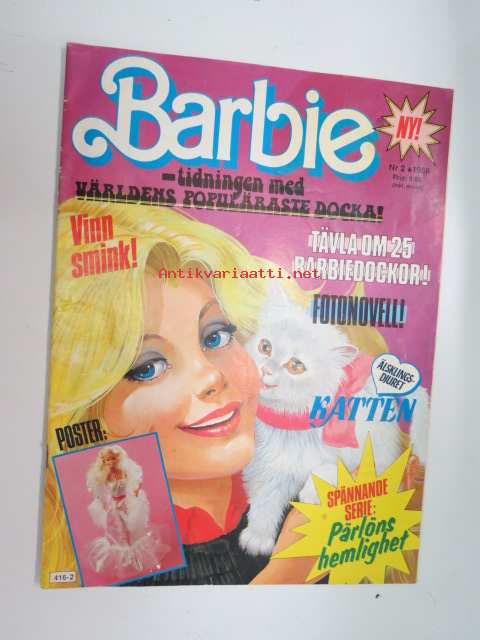 Barbie
NY!
Nr 2 1986
-tidningen med
VÄRLDENS POPULÄRASTE DOCKA!
Vinn
smink!
TÄVLA OM 25
BARBIEDOCKOR!
Antikvariaatti.net
FOTONOVELL!
ÄLSKLINGS-
DJURET
KATTEN
POSTER:
SPÄNNANDE
SERIE:
Pärlöns
hemlighet
416-2